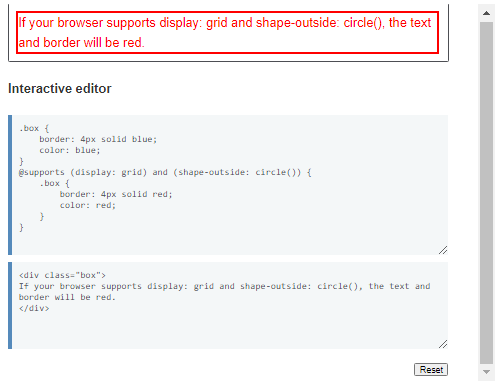 If your browser supports display: grid and shape-outside: circle(), the text
and border will be red.
Interactive editor
.box {
    border: 4px solid blue;
    color: blue;
}
@supports (display: grid) and (shape-outside: circle()) {
    .box {
        border: 4px solid red;
        color: red;
    }
}
<div class="box">
If your browser supports display: grid and shape-outside: circle(), the text and
border will be red.
</div>
Reset